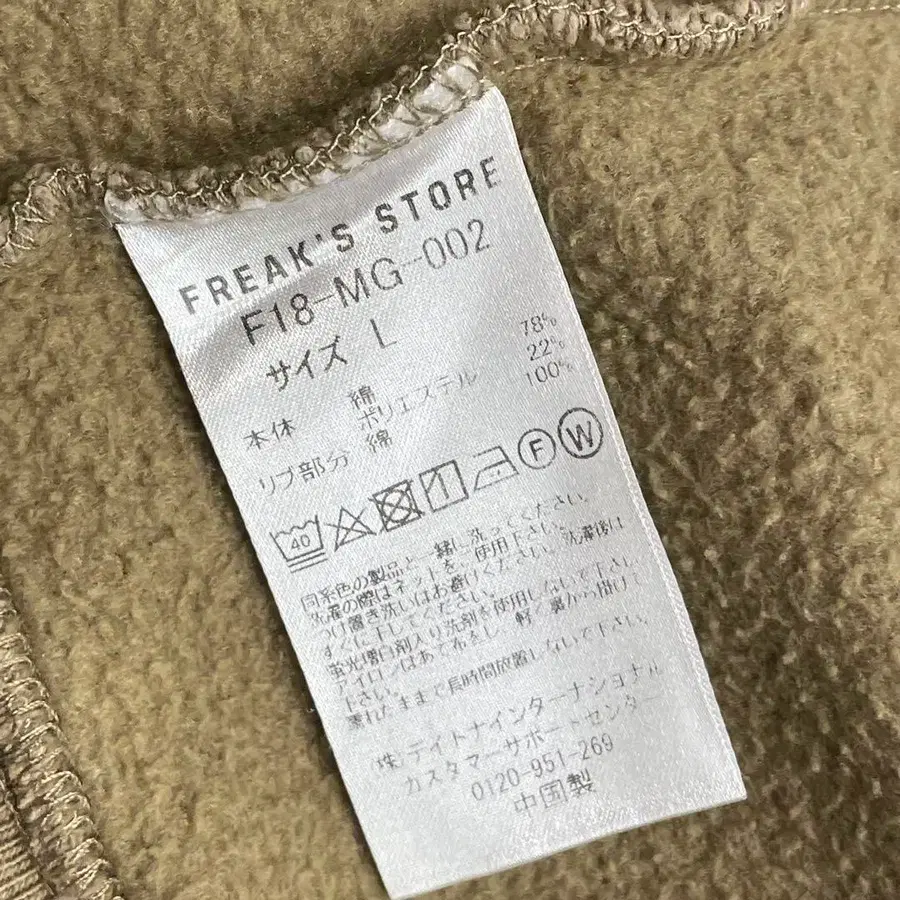 FREAK'S STORE
F18-MG-002
サイズ L
本体 綿 78%
ポリエステル 22%
リブ部分 綿 100%
40 F W
同系色の製品と一緒に洗ってください。
洗濯の際はネットを使用下さい。
つけ置き洗いはお避けください。洗濯後は
すぐに干してください。
蛍光増白剤入り洗剤を使用しないで下さい。
アイロンはあて布をし、軽く裏から掛けて
下さい。
濡れたままで長時間放置しないで下さい。
(株)デイトナインターナショナル
カスタマーサポートセンター
0120-951-269
中国製